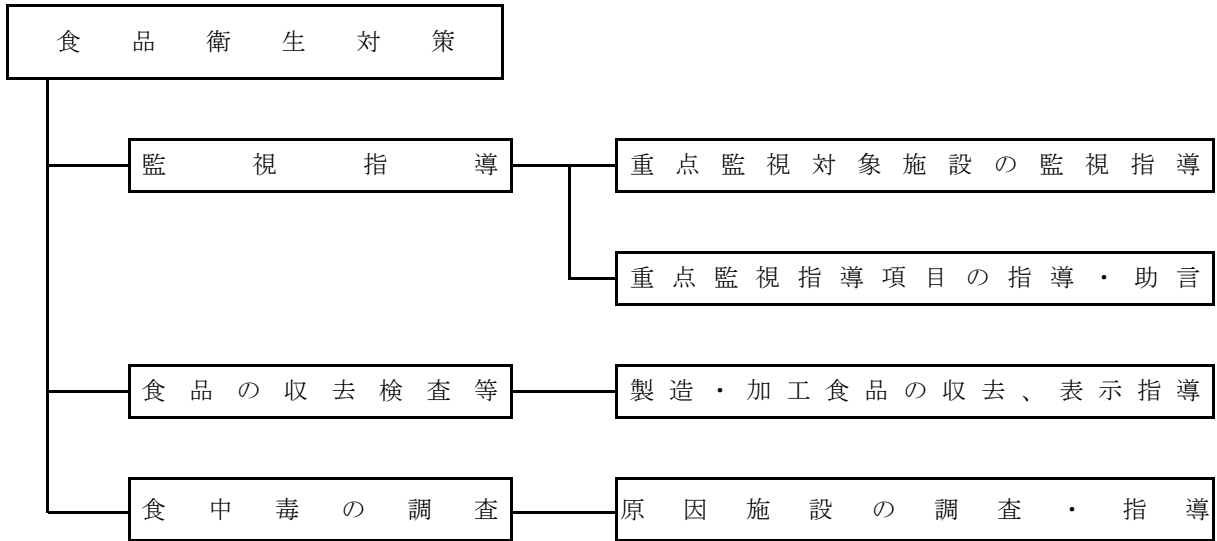 食品衛生対策
監視指導
重点監視対象施設の監視指導
重点監視指導項目の指導・助言
食品の収去検査等
製造・加工食品の収去、表示指導
食中毒の調査
原因施設の調査・指導